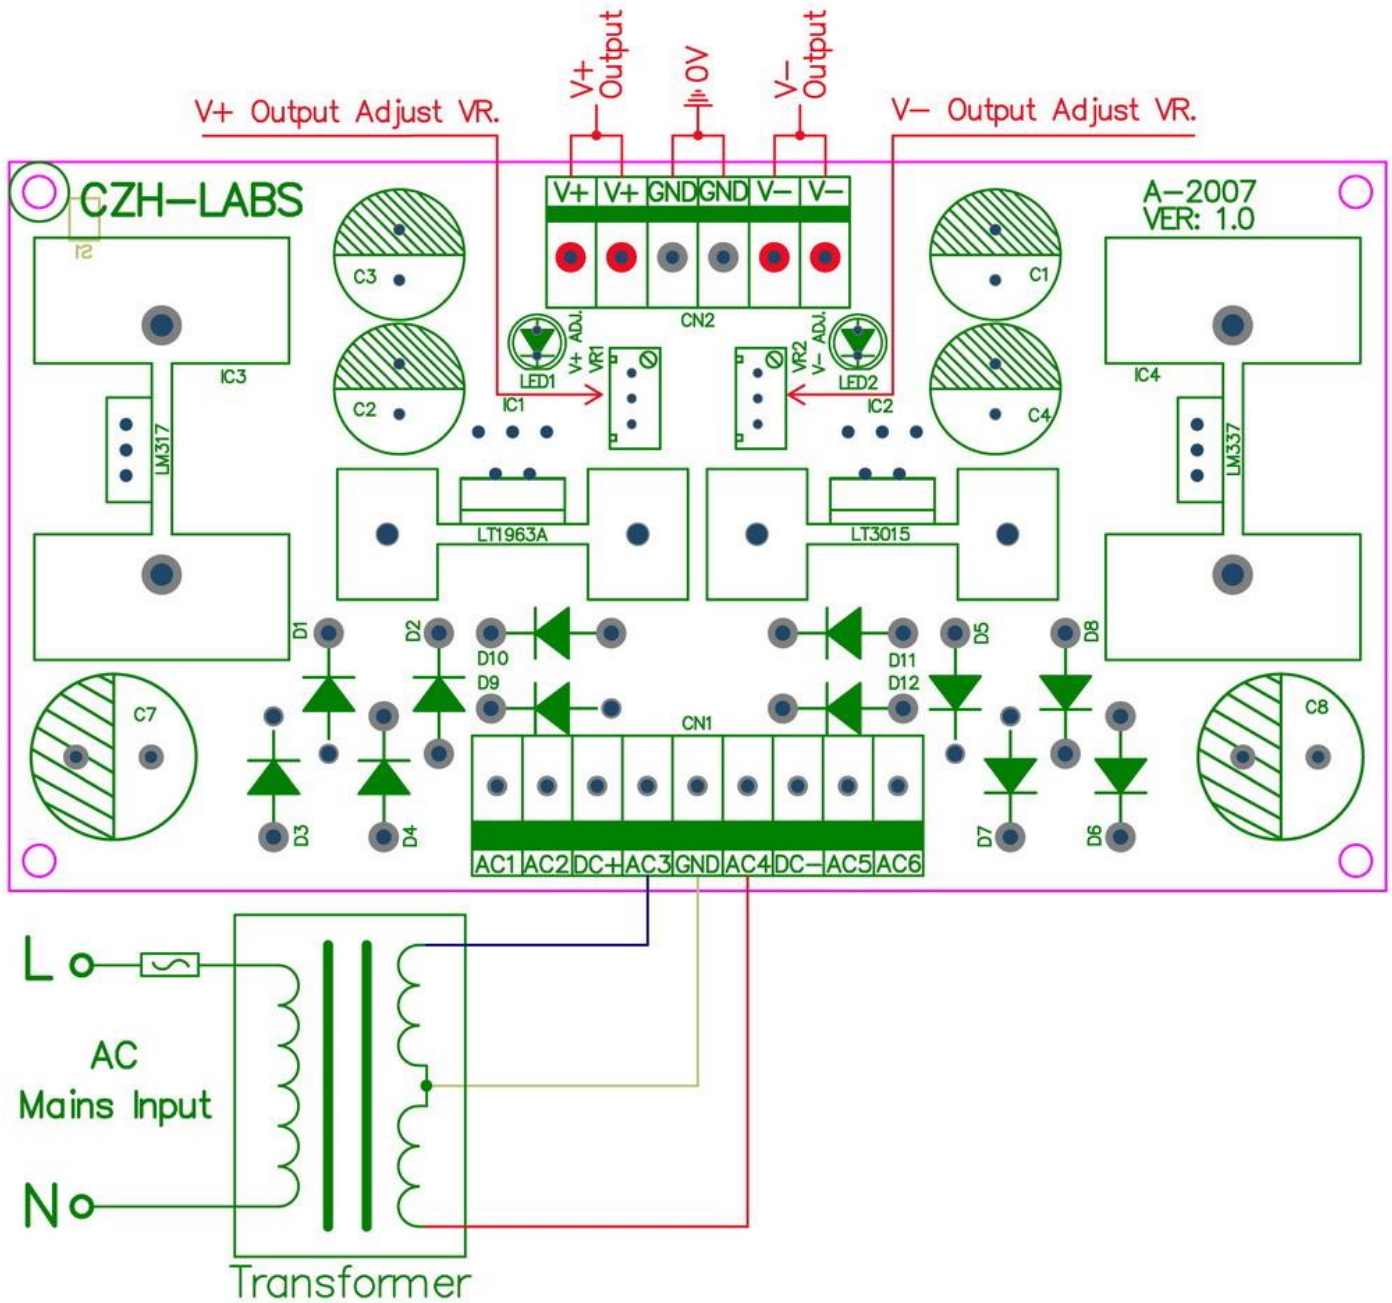 V+
Output
0V
V-
Output
V+ Output Adjust VR.
V- Output Adjust VR.
CZH-LABS
A-2007
VER: 1.0
V+ V+ GND GND V- V-
CN2
S1
C3
C1
C2
C4
LED1
V+ ADJ.
VR1
VR2
V- ADJ.
LED2
IC3
IC1
IC2
IC4
LM317
LM337
LT1963A
LT3015
D1
D2
D10
D11
D5
D8
D9
D12
C7
C8
CN1
D3
D4
D7
D6
AC1 AC2 DC+ AC3 GND AC4 DC- AC5 AC6
L
AC
Mains Input
N
Transformer